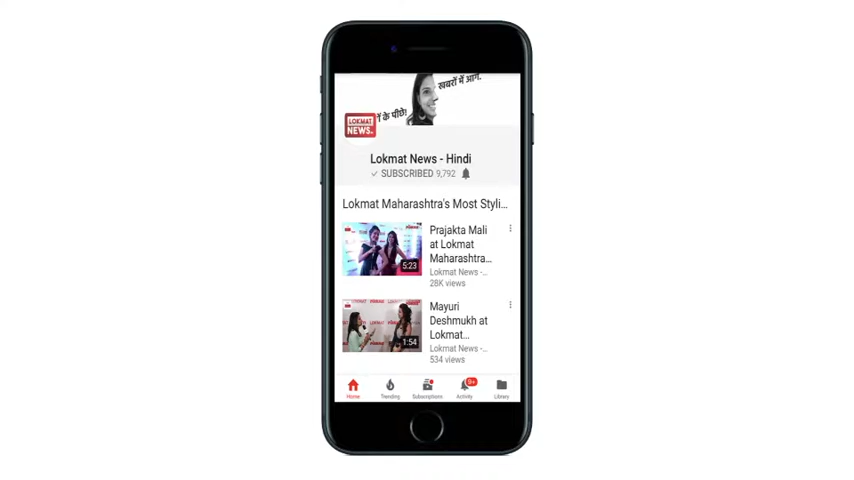 खबरों में आगे.
के पीछे!
LOKMAT
NEWS.
Lokmat News - Hindi
SUBSCRIBED 9,792
Lokmat Maharashtra's Most Styli...
Prajakta Mali
at Lokmat
Maharashtra...
Lokmat News -...
28K views
5:23
Mayuri
Deshmukh at
Lokmat...
Lokmat News -...
534 views
LOKMAT
1:54
Home
Trending
Subscriptions
Activity
9+
Library